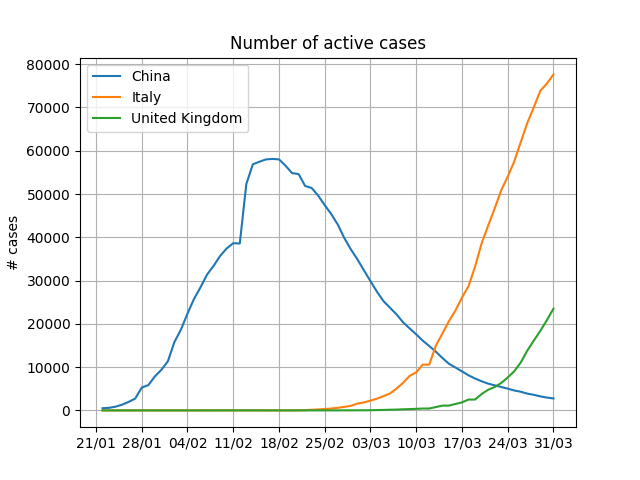 Number of active cases
China
Italy
United Kingdom
# cases
80000
70000
60000
50000
40000
30000
20000
10000
0
21/01 28/01 04/02 11/02 18/02 25/02 03/03 10/03 17/03 24/03 31/03